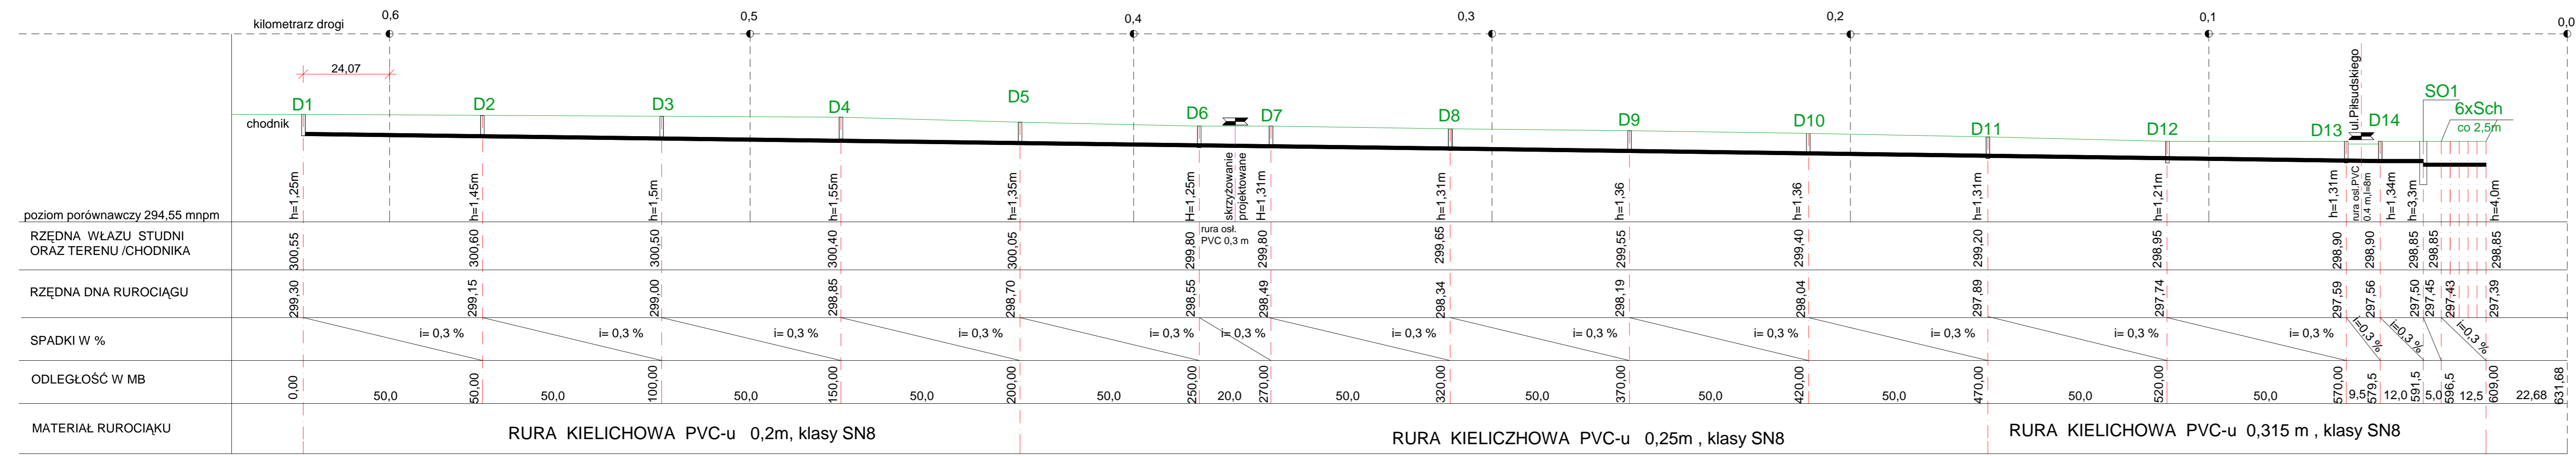 kilometrarz drogi
0,6
0,5
0,4
0,3
0,2
0,1
0,0
24,07
chodnik
D1
D2
D3
D4
D5
D6
D7
D8
D9
D10
D11
D12
D13
D14
ul.Piłsudskiego
SO1
6xSch
co 2,5m
skrzyżowanie
projektowane
rura osł.
PVC 0,3 m
rura osł.PVC
0.4 m,l=8m
poziom porównawczy 294,55 mnpm
h=1,25m
h=1,45m
h=1,5m
h=1,55m
h=1,35m
H=1,25m
H=1,31m
h=1,31m
h=1,36
h=1,36
h=1,31m
h=1,21m
h=1,31m
h=1,34m
h=3,3m
h=4,0m
RZĘDNA WŁAZU STUDNI
ORAZ TERENU /CHODNIKA
300,55
300,60
300,50
300,40
300,05
299,80
299,80
299,65
299,55
299,40
299,20
298,95
298,90
298,90
298,85
298,85
298,85
RZĘDNA DNA RUROCIĄGU
299,30
299,15
299,00
298,85
298,70
298,55
298,49
298,34
298,19
298,04
297,89
297,74
297,59
297,56
297,50
297,45
297,43
297,39
SPADKI W %
i= 0,3 %
i= 0,3 %
i= 0,3 %
i= 0,3 %
i= 0,3 %
i= 0,3 %
i= 0,3 %
i= 0,3 %
i= 0,3 %
i= 0,3 %
i= 0,3 %
i= 0,3 %
i=0,3 %
i=0,3 %
i=0,3 %
ODLEGŁOŚĆ W MB
0,00
50,0
50,00
50,0
100,00
50,0
150,00
50,0
200,00
50,0
250,00
20,0
270,00
50,0
320,00
50,0
370,00
50,0
420,00
50,0
470,00
50,0
520,00
50,0
570,00
9,5
579,5
12,0
591,5
5,0
596,5
12,5
609,00
22,68
631,68
MATERIAŁ RUROCIĄKU
RURA KIELICHOWA PVC-u 0,2m, klasy SN8
RURA KIELICZHOWA PVC-u 0,25m , klasy SN8
RURA KIELICHOWA PVC-u 0,315 m , klasy SN8